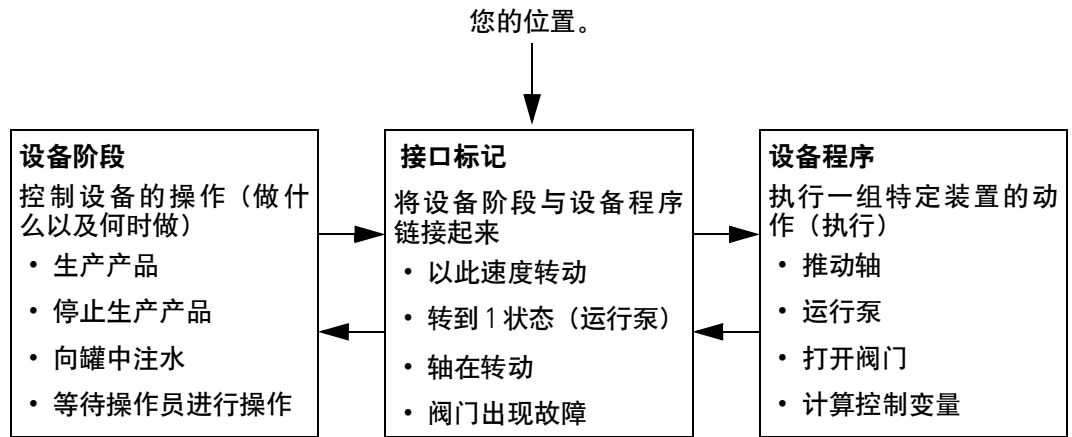 您的位置。
设备阶段
控制设备的操作（做什
么以及何时做）
• 生产产品
• 停止生产产品
• 向罐中注水
• 等待操作员进行操作
接口标记
将设备阶段与设备程序
链接起来
• 以此速度转动
• 转到 1 状态（运行泵）
• 轴在转动
• 阀门出现故障
设备程序
执行一组特定装置的动
作（执行）
• 推动轴
• 运行泵
• 打开阀门
• 计算控制变量